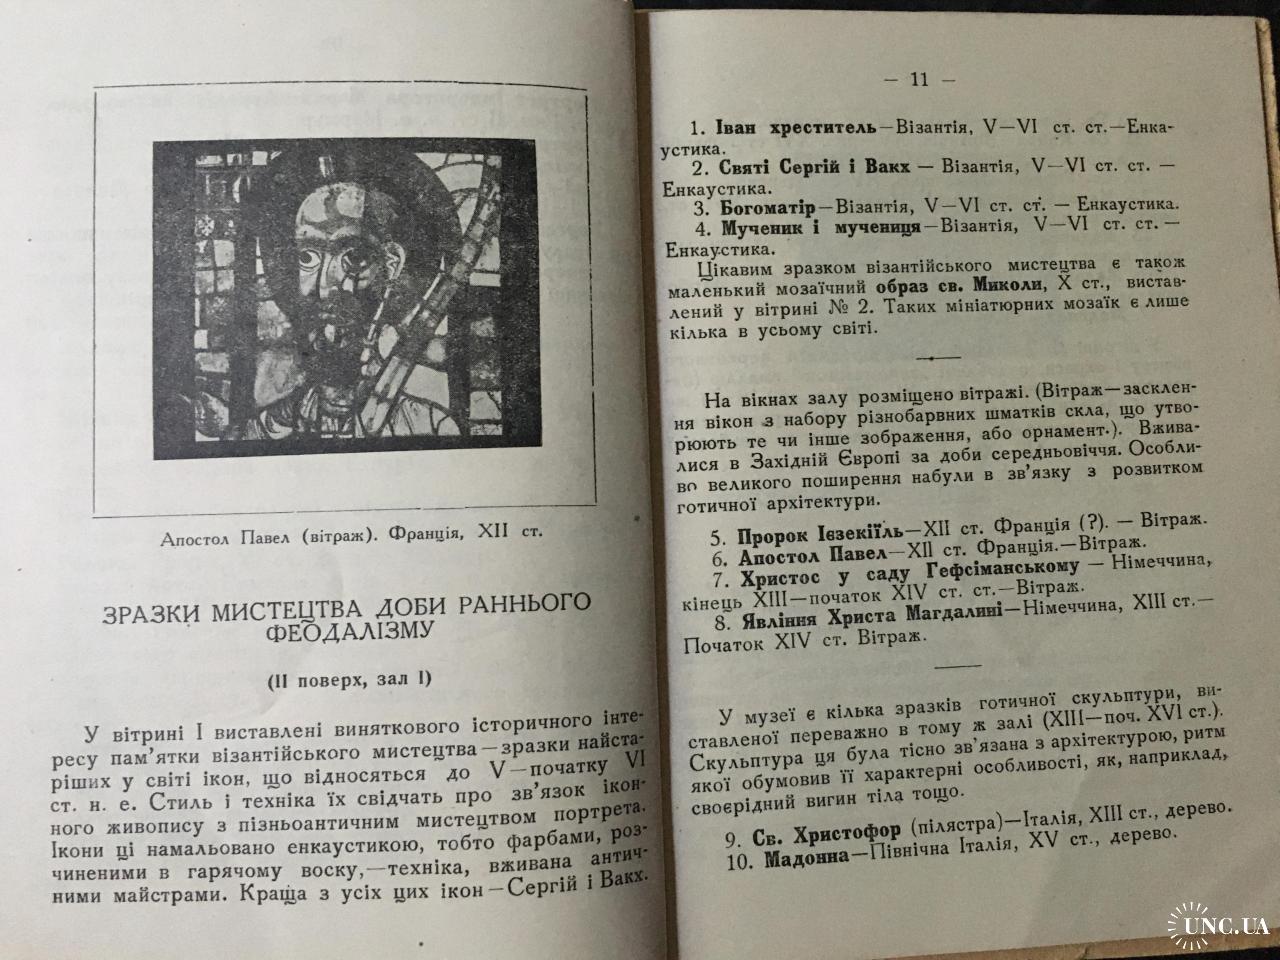 Апостол Павел (вітраж). Франція, XII ст.
ЗРАЗКИ МИСТЕЦТВА ДОБИ РАННЬОГО
ФЕОДАЛІЗМУ
(II поверх, зал I)
У вітрині I виставлені виняткового історичного інте-
ресу пам'ятки візантійського мистецтва—зразки найста-
ріших у світі ікон, що відносяться до V—початку VI
ст. н. е. Стиль і техніка їх свідчать про зв'язок ікон-
ного живопису з пізньоантичним мистецтвом портрета.
Ікони ці намальовано енкаустикою, тобто фарбами, роз-
чиненими в гарячому воску,—техніка, вживана антич-
ними майстрами. Краща з усіх цих ікон—Сергій і Вакх.
— 11 —
1. Іван хреститель—Візантія, V—VI ст. ст.—Енка-
устика.
2. Святі Сергій і Вакх — Візантія, V—VI ст. ст. —
Енкаустика.
3. Богоматір—Візантія, V—VI ст. ст. — Енкаустика.
4. Мученик і мучениця—Візантія, V—VI ст. ст.—
Енкаустика.
Цікавим зразком візантійського мистецтва є також
маленький мозаїчний образ св. Миколи, X ст., вистав-
лений у вітрині № 2. Таких мініатюрних мозаїк є лише
кілька в усьому світі.
На вікнах залу розміщено вітражі. (Вітраж—засклен-
ня вікон з набору різнобарвних шматків скла, що утво-
рюють те чи інше зображення, або орнамент.). Вжива-
лися в Західній Європі за доби середньовіччя. Особли-
во великого поширення набули в зв'язку з розвитком
готичної архітектури.
5. Пророк Ієзекіїль—XII ст. Франція (?). — Вітраж.
6. Апостол Павел—XII ст. Франція.—Вітраж.
7. Христос у саду Гефсіманському — Німеччина,
кінець XIII—початок XIV ст. ст.—Вітраж.
8. Явління Христа Магдалині—Німеччина, XIII ст.—
Початок XIV ст. Вітраж.
У музеї є кілька зразків готичної скульптури, ви-
ставленої переважно в тому ж залі (XIII—поч. XVI ст.).
Скульптура ця була тісно зв'язана з архітектурою, ритм
якої обумовив її характерні особливості, як, наприклад,
своєрідний вигин тіла тощо.
9. Св. Христофор (пілястра)—Італія, XIII ст., дерево.
10. Мадонна—Північна Італія, XV ст., дерево.
UNC.UA